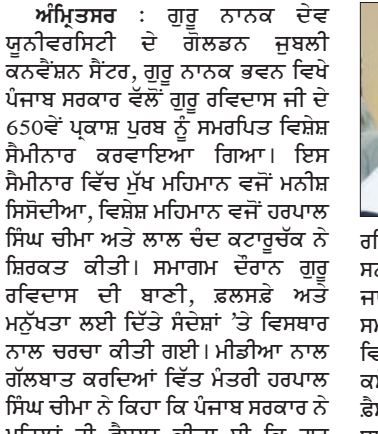 ਅੰਮ੍ਰਿਤਸਰ : ਗੁਰੂ ਨਾਨਕ ਦੇਵ
ਯੂਨੀਵਰਸਿਟੀ ਦੇ ਗੋਲਡਨ ਜੁਬਲੀ
ਕਨਵੈਂਸ਼ਨ ਸੈਂਟਰ, ਗੁਰੂ ਨਾਨਕ ਭਵਨ ਵਿਖੇ
ਪੰਜਾਬ ਸਰਕਾਰ ਵੱਲੋਂ ਗੁਰੂ ਰਵਿਦਾਸ ਜੀ ਦੇ
650ਵੇਂ ਪ੍ਰਕਾਸ਼ ਪੁਰਬ ਨੂੰ ਸਮਰਪਿਤ ਵਿਸ਼ੇਸ਼
ਸੈਮੀਨਾਰ ਕਰਵਾਇਆ ਗਿਆ। ਇਸ
ਸੈਮੀਨਾਰ ਵਿੱਚ ਮੁੱਖ ਮਹਿਮਾਨ ਵਜੋਂ ਮਨੀਸ਼
ਸਿਸੋਦੀਆ, ਵਿਸ਼ੇਸ਼ ਮਹਿਮਾਨ ਵਜੋਂ ਹਰਪਾਲ
ਸਿੰਘ ਚੀਮਾ ਅਤੇ ਲਾਲ ਚੰਦ ਕਟਾਰੂਚੱਕ ਨੇ
ਸ਼ਿਰਕਤ ਕੀਤੀ। ਸਮਾਗਮ ਦੌਰਾਨ ਗੁਰੂ
ਰਵਿਦਾਸ ਦੀ ਬਾਣੀ, ਫ਼ਲਸਫ਼ੇ ਅਤੇ
ਮਨੁੱਖਤਾ ਲਈ ਦਿੱਤੇ ਸੰਦੇਸ਼ਾਂ ’ਤੇ ਵਿਸਥਾਰ
ਨਾਲ ਚਰਚਾ ਕੀਤੀ ਗਈ। ਮੀਡੀਆ ਨਾਲ
ਗੱਲਬਾਤ ਕਰਦਿਆਂ ਵਿੱਤ ਮੰਤਰੀ ਹਰਪਾਲ
ਸਿੰਘ ਚੀਮਾ ਨੇ ਕਿਹਾ ਕਿ ਪੰਜਾਬ ਸਰਕਾਰ ਨੇ